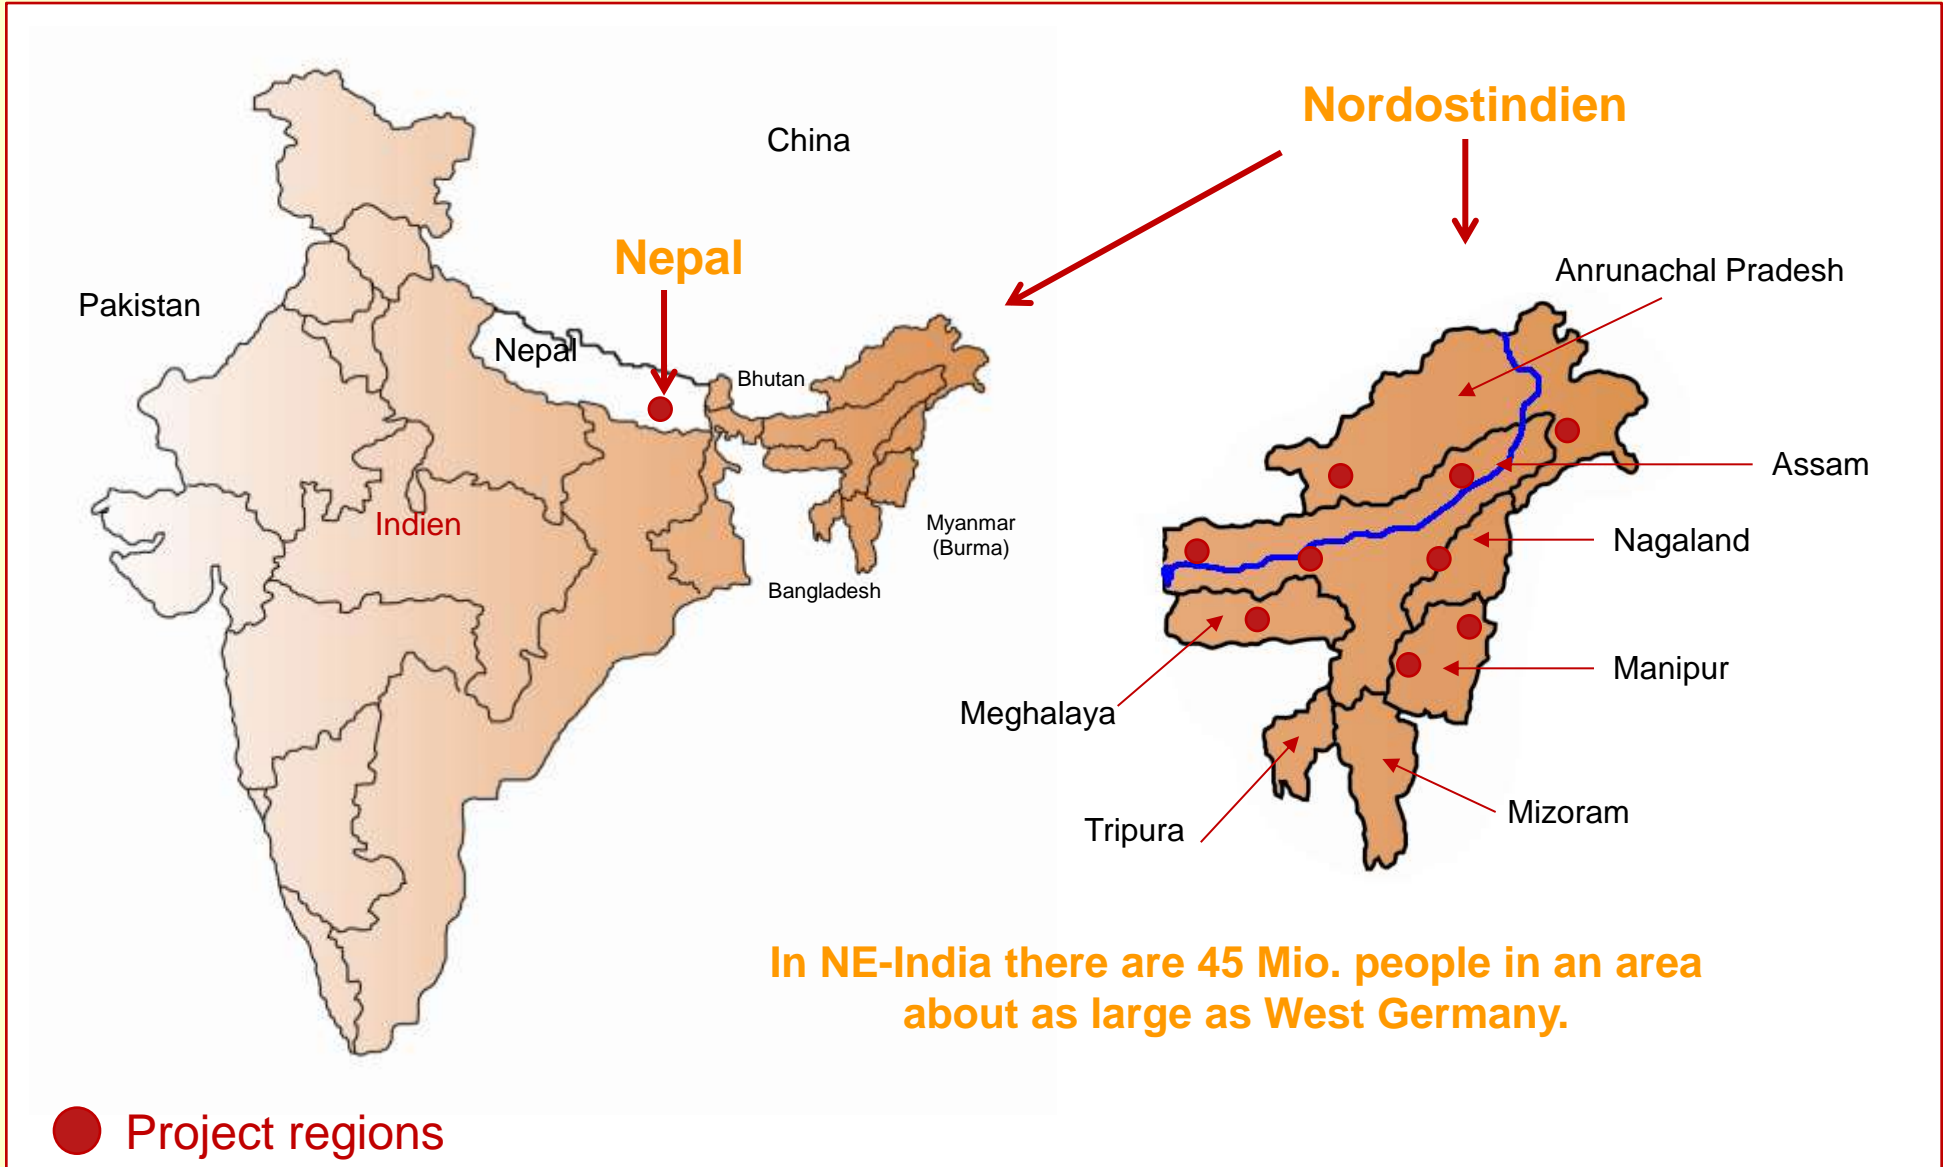 Nordostindien
China
Nepal
Pakistan
Nepal
Bhutan
Indien
Myanmar
(Burma)
Bangladesh
Anrunachal Pradesh
Assam
Nagaland
Manipur
Meghalaya
Tripura
Mizoram
In NE-India there are 45 Mio. people in an area
about as large as West Germany.
Project regions